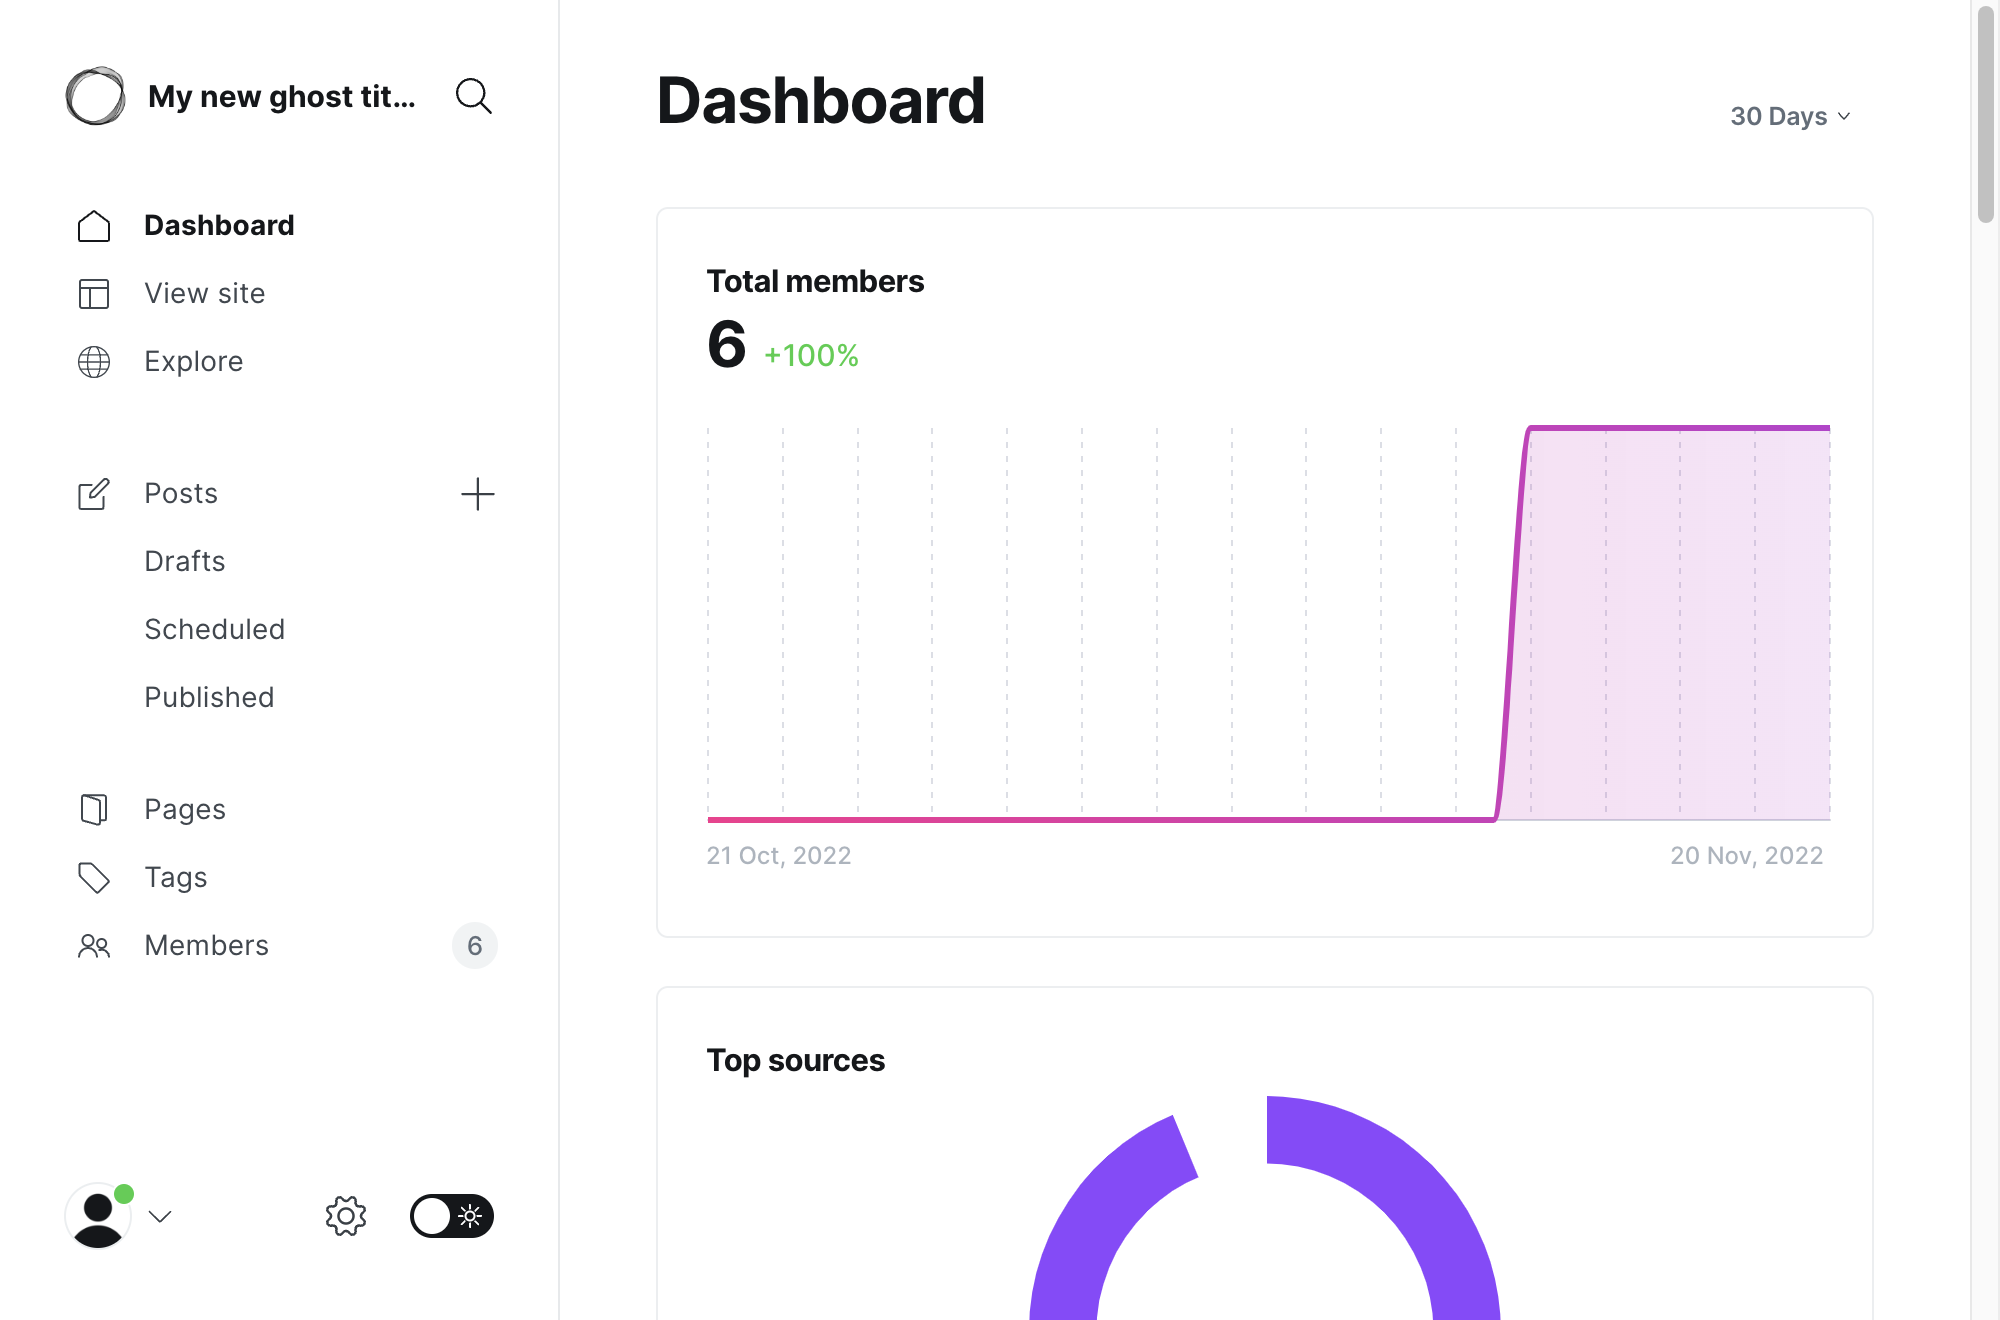 My new ghost tit...
Dashboard
View site
Explore
Posts
Drafts
Scheduled
Published
Pages
Tags
Members
6
Dashboard
30 Days
Total members
6 +100%
21 Oct, 2022
20 Nov, 2022
Top sources